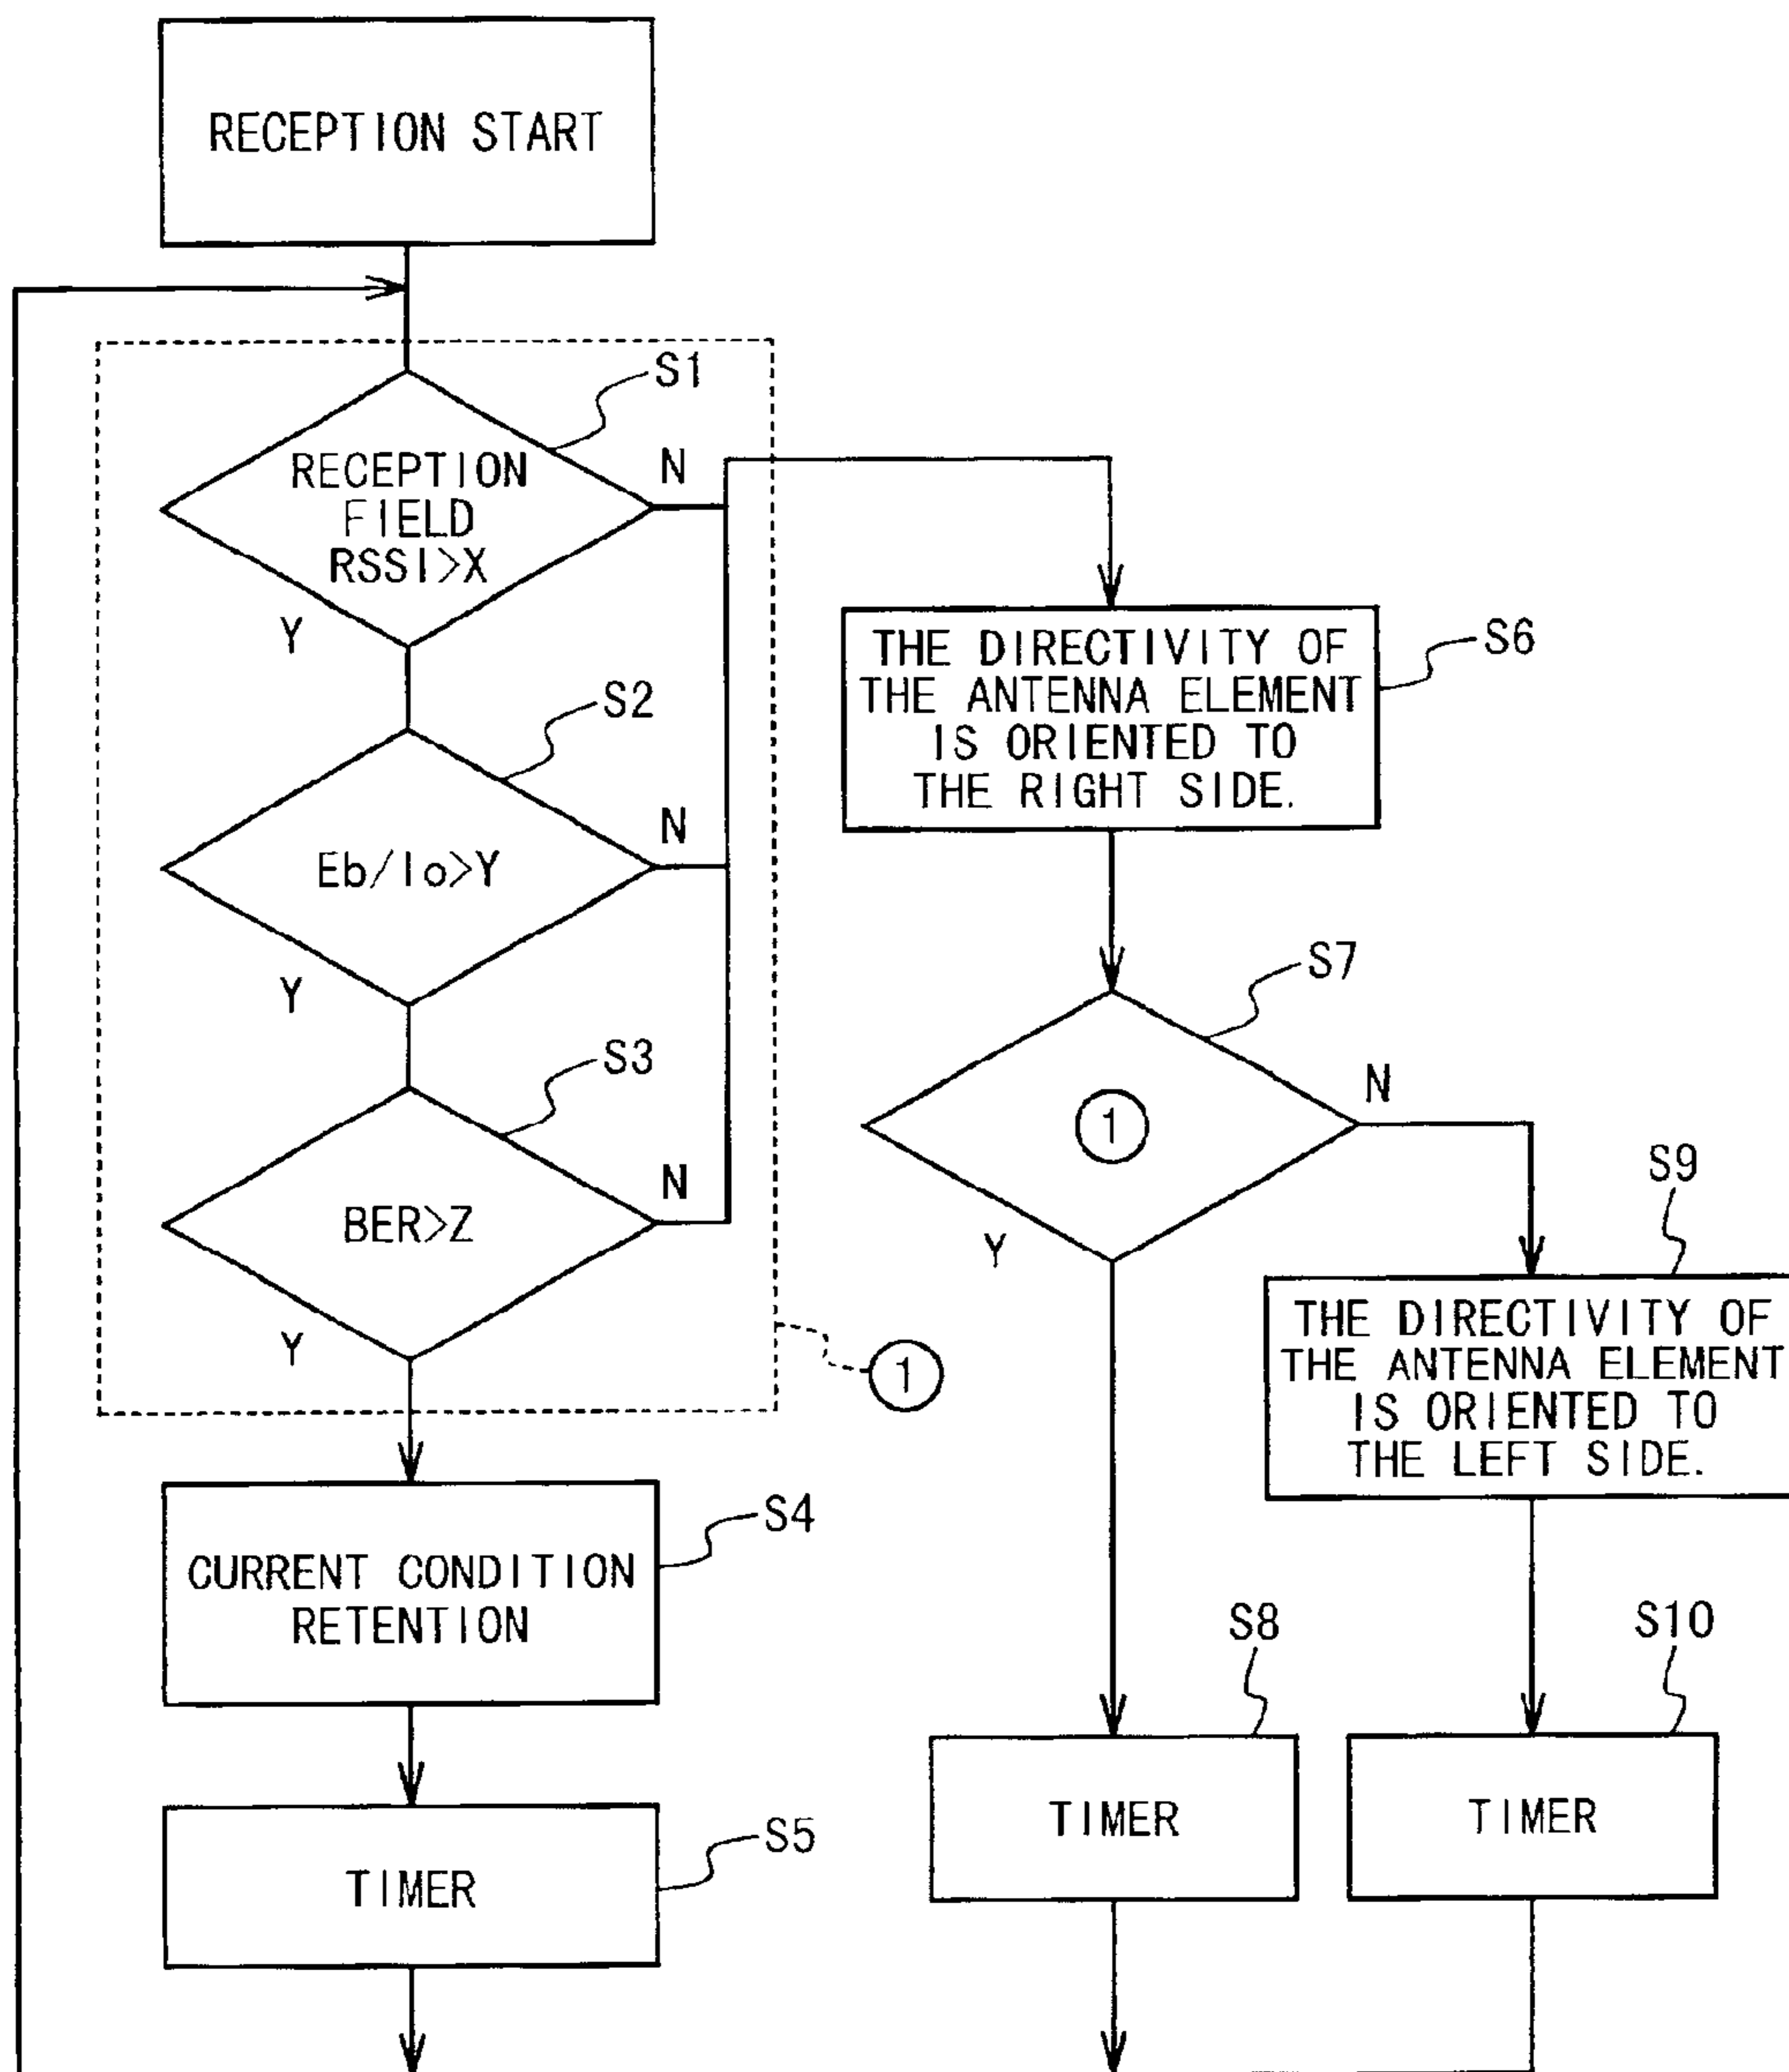 RECEPTION START
S1
RECEPTION
FIELD
RSSI>X
N
Y
S2
Eb/Io>Y
N
Y
S3
BER>Z
N
Y
1
S4
CURRENT CONDITION
RETENTION
S5
TIMER
S6
THE DIRECTIVITY OF
THE ANTENNA ELEMENT
IS ORIENTED TO
THE RIGHT SIDE.
S7
1
N
Y
S9
THE DIRECTIVITY OF
THE ANTENNA ELEMENT
IS ORIENTED TO
THE LEFT SIDE.
S8
TIMER
S10
TIMER